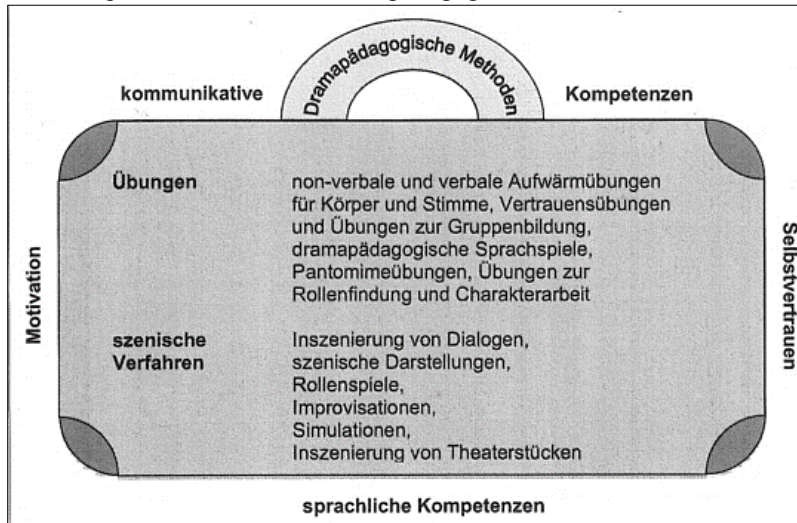 Dramapädagogische Methoden
kommunikative
Kompetenzen
Motivation
Übungen
non-verbale und verbale Aufwärmübungen
für Körper und Stimme, Vertrauensübungen
und Übungen zur Gruppenbildung,
dramapädagogische Sprachspiele,
Pantomimeübungen, Übungen zur
Rollenfindung und Charakterarbeit
szenische
Verfahren
Inszenierung von Dialogen,
szenische Darstellungen,
Rollenspiele,
Improvisationen,
Simulationen,
Inszenierung von Theaterstücken
Selbstvertrauen
sprachliche Kompetenzen